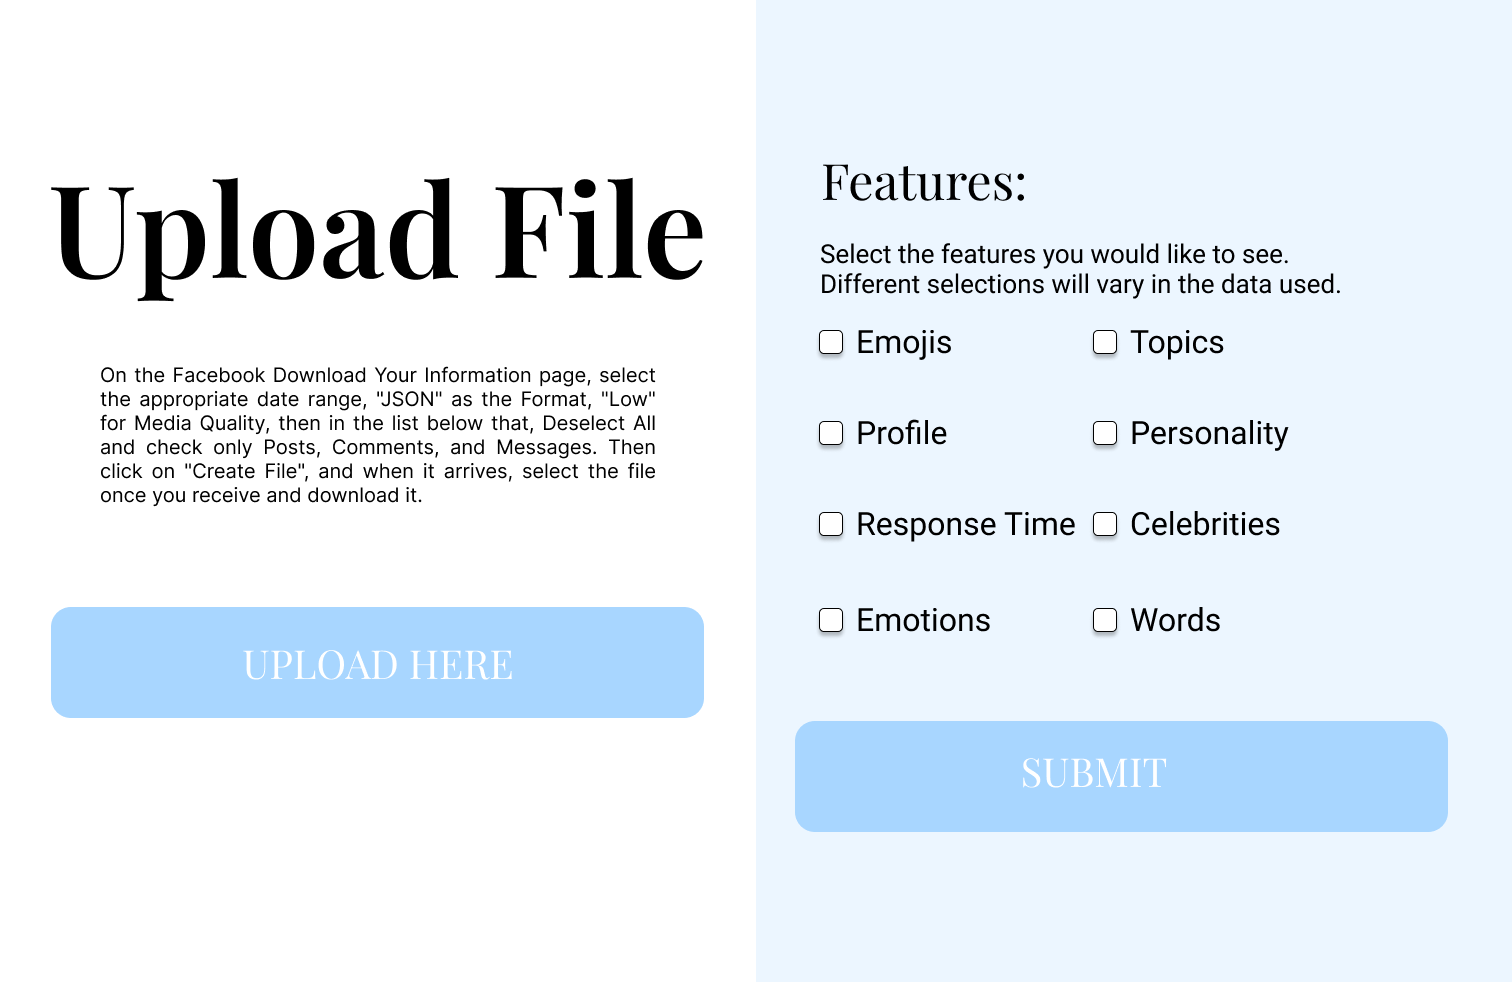 Upload File
On the Facebook Download Your Information page, select
the appropriate date range, "JSON" as the Format, "Low"
for Media Quality, then in the list below that, Deselect All
and check only Posts, Comments, and Messages. Then
click on "Create File", and when it arrives, select the file
once you receive and download it.
UPLOAD HERE
Features:
Select the features you would like to see.
Different selections will vary in the data used.
Emojis
Topics
Profile
Personality
Response Time
Celebrities
Emotions
Words
SUBMIT